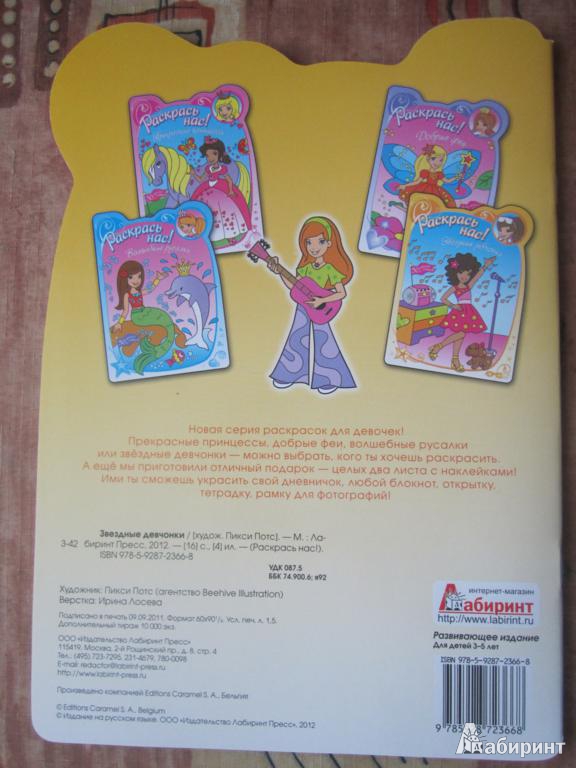 Раскрась
нас!
Прекрасные принцессы
Раскрась
нас!
Добрые феи
Раскрась
нас!
Волшебные русалки
Раскрась
нас!
Звёздные девчонки
Новая серия раскрасок для девочек!
Прекрасные принцессы, добрые феи, волшебные русалки
или звёздные девчонки — можно выбрать, кого ты хочешь раскрасить.
А ещё мы приготовили отличный подарок — целых два листа с наклейками!
Ими ты сможешь украсить свой дневничок, любой блокнот, открытку,
тетрадку, рамку для фотографий!
Звездные девчонки / [худож. Пикси Потс]. — М. : Ла-
З-42 биринт Пресс, 2012. — [16] с., [4] ил. — (Раскрась нас!).
ISBN 978-5-9287-2366-8
УДК 087.5
ББК 74.900.6; я92
Художник: Пикси Потс (агентство Beehive Illustration)
Верстка: Ирина Лосева
Подписано в печать 09.09.2011. Формат 60х90¹/₈. Усл. печ. л. 1,5.
Дополнительный тираж 10 000 экз.
ООО «Издательство Лабиринт Пресс»
115419, Москва, 2-й Рощинский пр., д. 8, стр. 4
Тел.: (495) 723-7295, 231-4679, 780-0098
E-mail: redactor@labirint-press.ru
http://www.labirint-press.ru
Произведено компанией Editions Caramel S. A., Бельгия
© Editions Caramel S. A., Belgium
© Издание на русском языке. ООО «Издательство Лабиринт Пресс», 2012
интернет-магазин
Лабиринт
http://www.labirint.ru
Развивающее издание
Для детей 3–5 лет
ISBN 978-5-9287-2366-8
Лабиринт